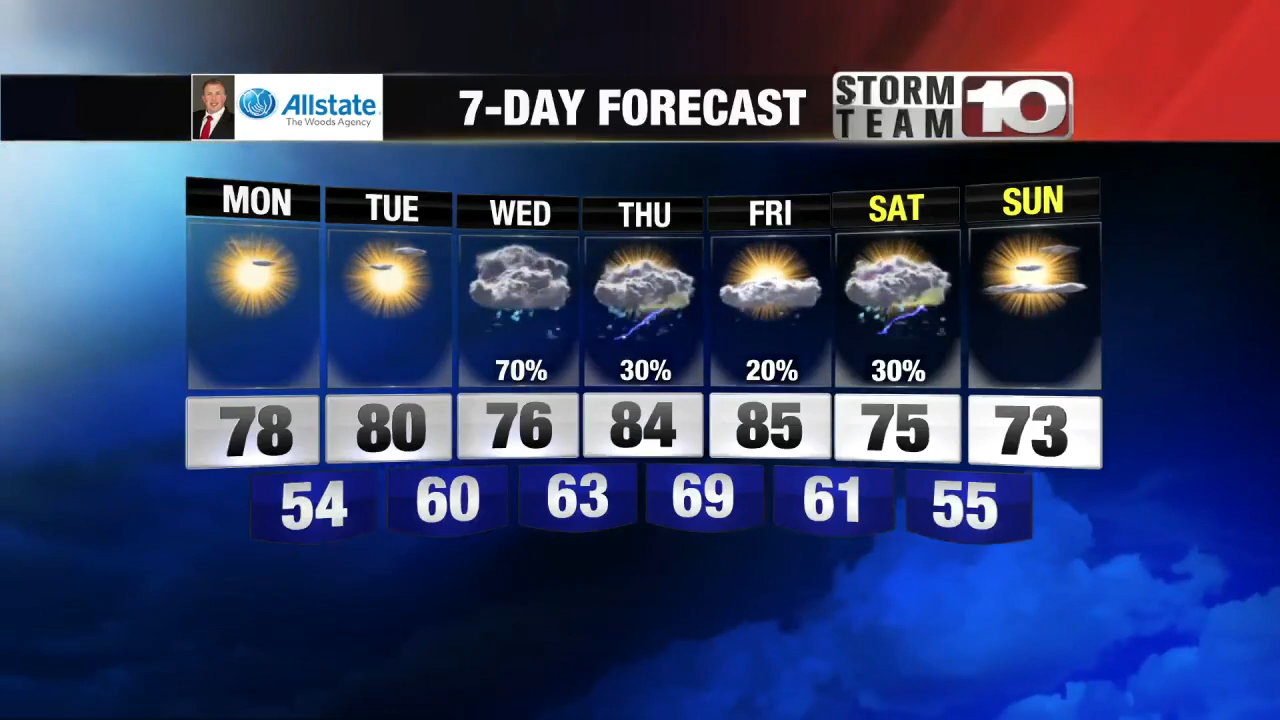 Allstate.
The Woods Agency
7-DAY FORECAST
STORM
TEAM
10
MON TUE WED THU FRI SAT SUN
70% 30% 20% 30%
78 80 76 84 85 75 73
54 60 63 69 61 55